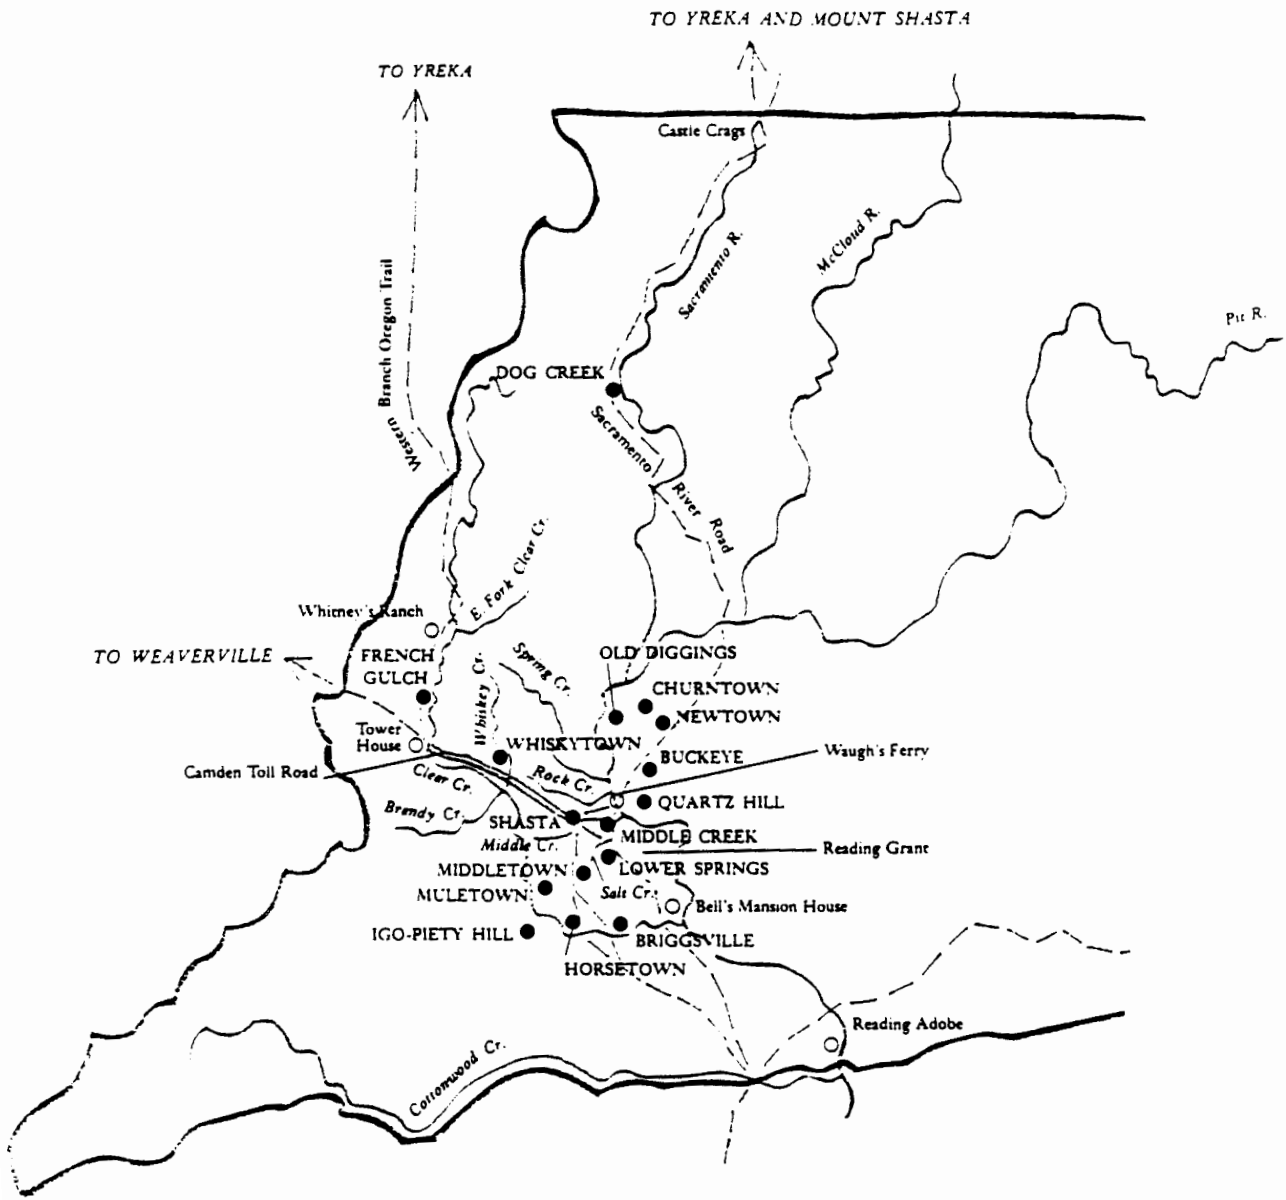 TO YREKA AND MOUNT SHASTA
TO YREKA
Castle Crags
McCloud R.
Sacramento R.
Pit R.
Western Branch Oregon Trail
DOG CREEK
Sacramento River Road
E. Fork Clear Cr.
Whitney's Ranch
TO WEAVERVILLE
FRENCH
GULCH
Whiskey Cr.
Spring Cr.
OLD DIGGINGS
CHURNTOWN
NEWTOWN
Tower
House
WHISKYTOWN
BUCKEYE
Waugh's Ferry
Camden Toll Road
Clear Cr.
Rock Cr.
QUARTZ HILL
Brandy Cr.
SHASTA
MIDDLE CREEK
Middle Cr.
Reading Grant
MIDDLETOWN
LOWER SPRINGS
MULETOWN
Salt Cr.
Bell's Mansion House
IGO-PIETY HILL
BRIGGSVILLE
HORSETOWN
Reading Adobe
Cottonwood Cr.